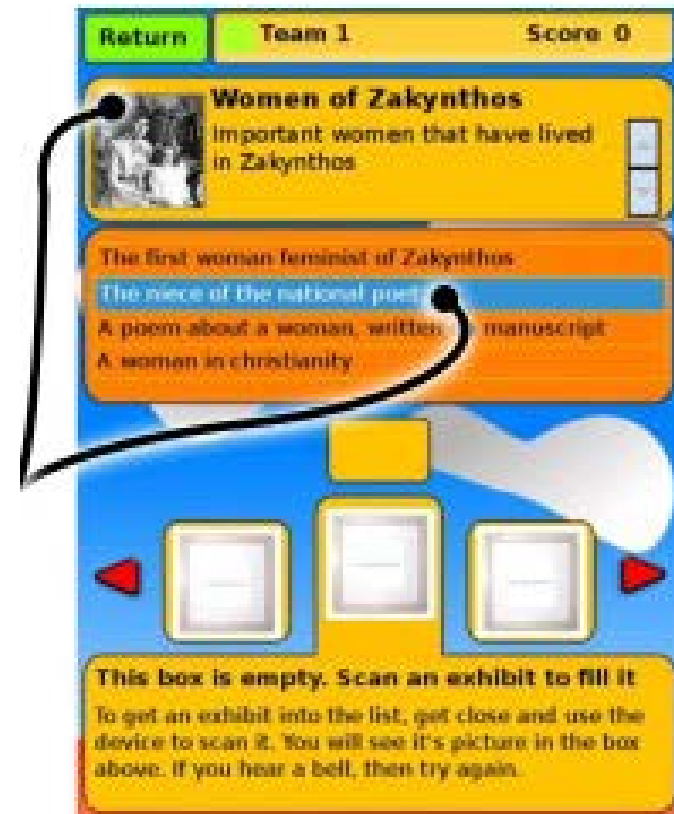 Return Team 1 Score 0
Women of Zakynthos
Important women that have lived
in Zakynthos
The first woman feminist of Zakynthos
The niece of the national poet
A poem about a woman, written manuscript
A woman in christianity
This box is empty. Scan an exhibit to fill it
To get an exhibit into the list, get close and use the
device to scan it. You will see it's picture in the box
above. If you hear a bell, then try again.